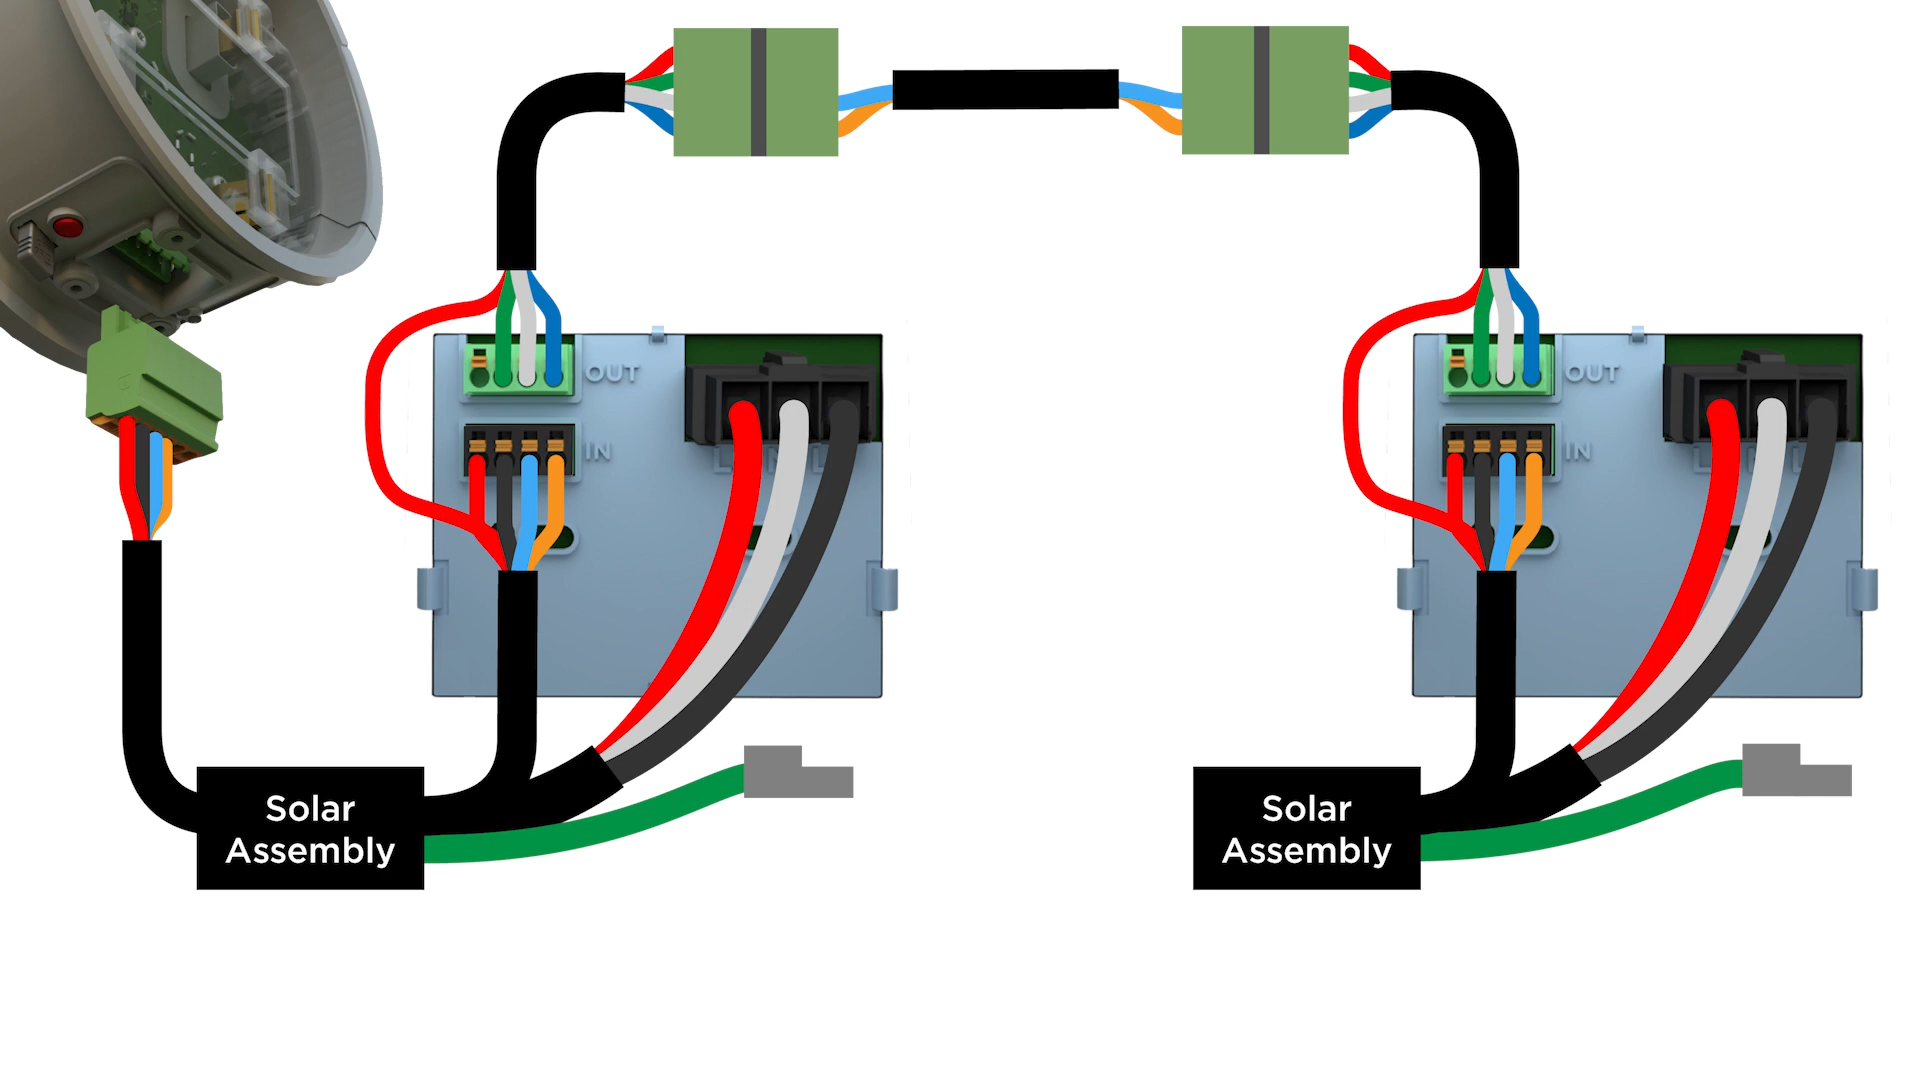 OUT
IN
OUT
IN
Solar
Assembly
Solar
Assembly